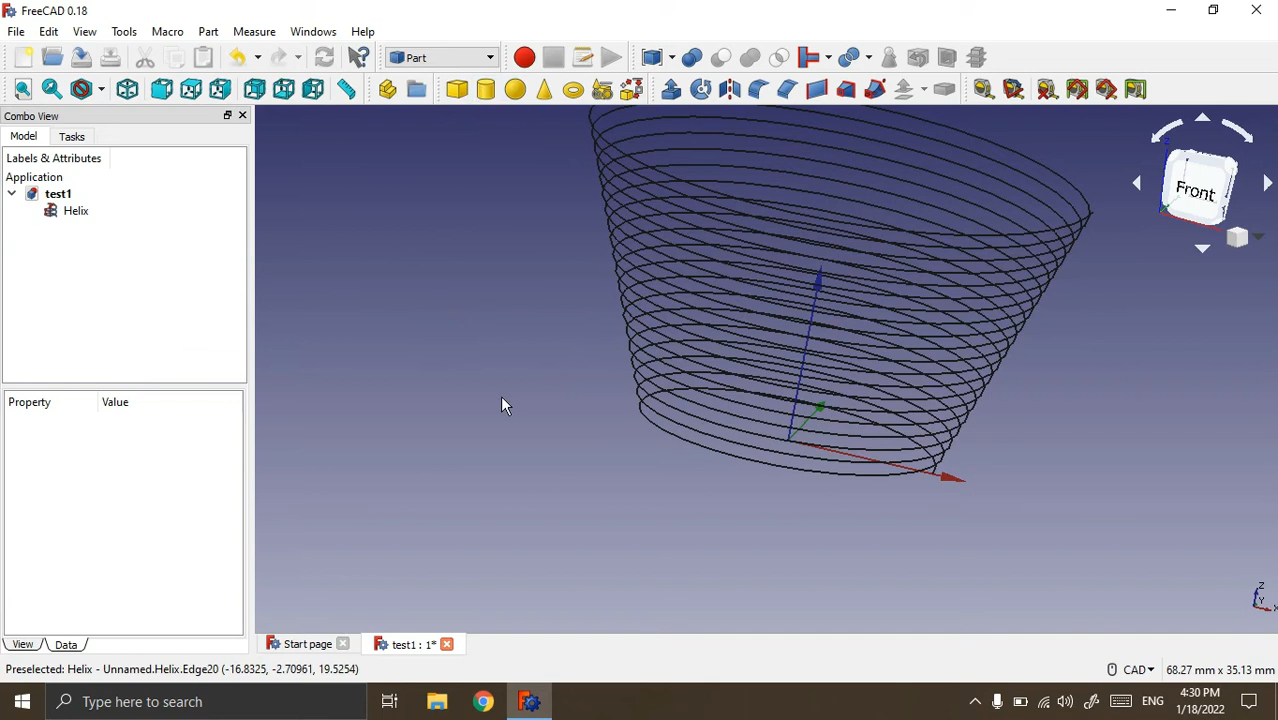 FreeCAD 0.18
File Edit View Tools Macro Part Measure Windows Help
Part
Combo View
Model Tasks
Labels & Attributes
Application
test1
Helix
Property Value
View Data
Z
Front
Z
Y
X
Start page test1 : 1*
Preselected: Helix - Unnamed.Helix.Edge20 (-16.8325, -2.70961, 19.5254) CAD 68.27 mm x 35.13 mm
Type here to search ENG 4:30 PM
1/18/2022